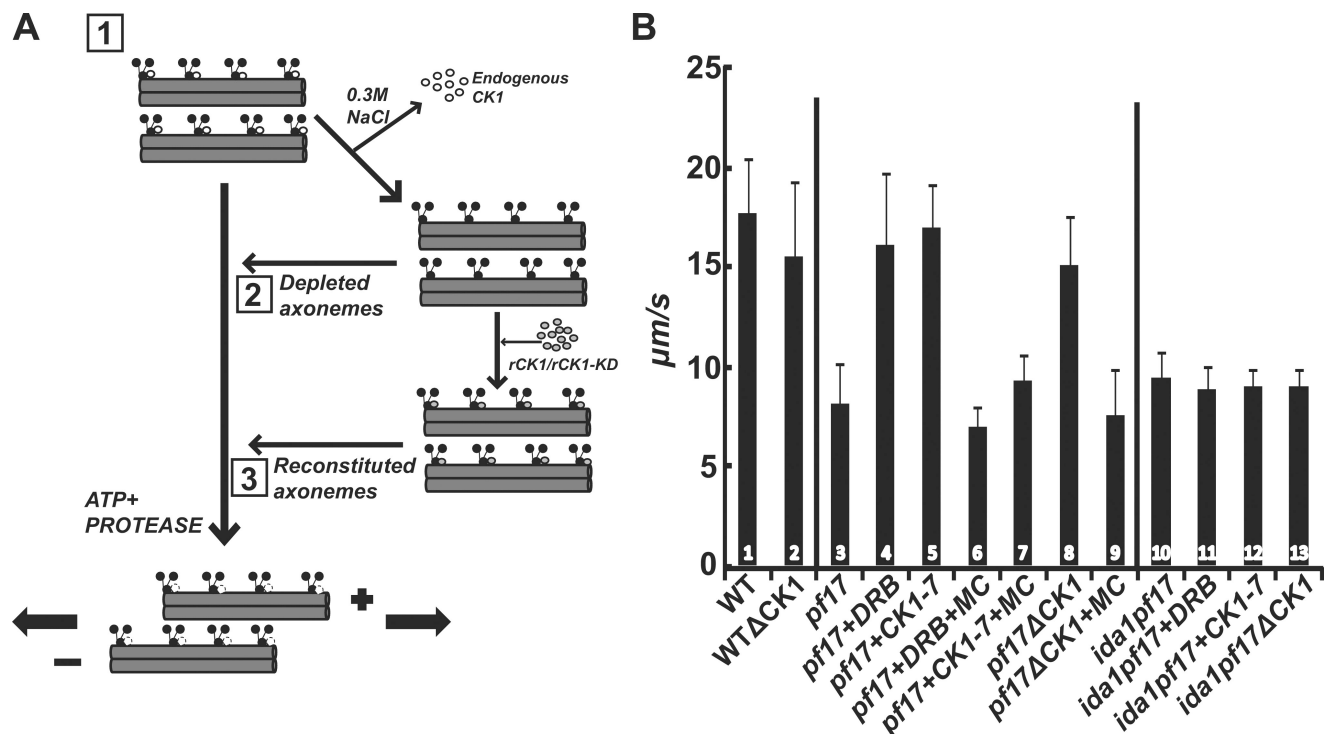 A
1
0.3M
NaCl
Endogenous
CK1
2
Depleted
axonemes
rCK1/rCK1-KD
3
Reconstituted
axonemes
ATP+
PROTEASE
+
–
B
25
20
15
10
5
0
µm/s
1 2 3 4 5 6 7 8 9 10 11 12 13
WT
WTΔCK1
pf17
pf17+DRB
pf17+CK1-7
pf17+DRB+MC
pf17+CK1-7+MC
pf17ΔCK1
pf17ΔCK1+MC
ida1pf17
ida1pf17+DRB
ida1pf17+CK1-7
ida1pf17ΔCK1